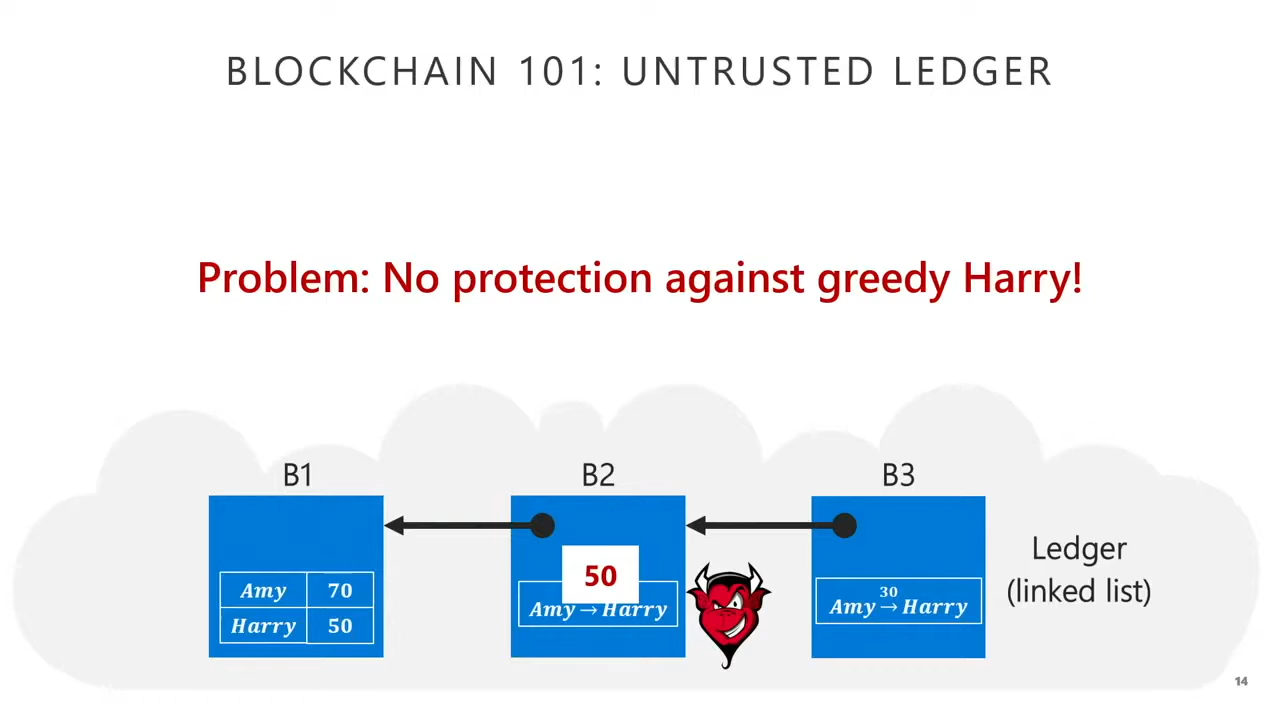 BLOCKCHAIN 101: UNTRUSTED LEDGER
Problem: No protection against greedy Harry!
B1
B2
B3
Amy 70
Harry 50
50
Amy → Harry
30
Amy → Harry
Ledger
(linked list)
14